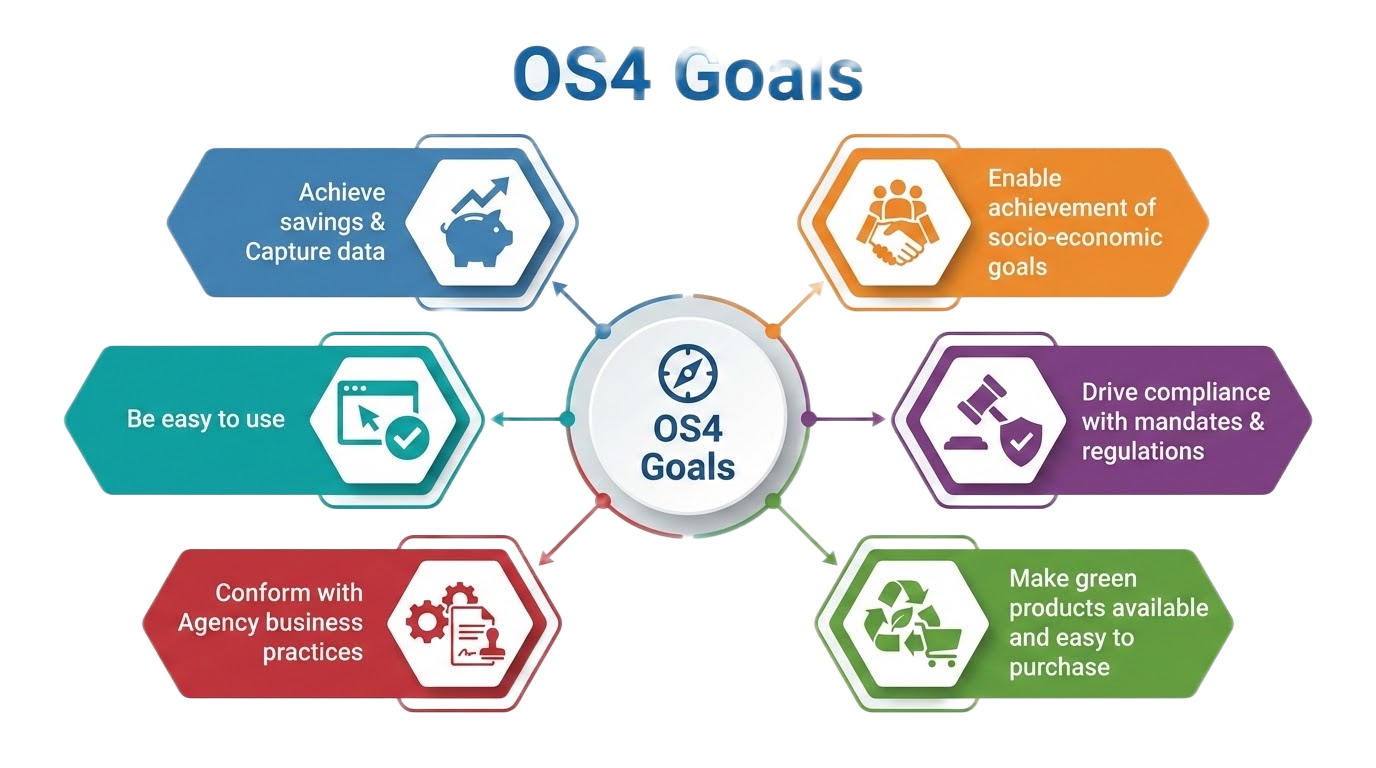 OS4 Goals
Achieve
savings &
Capture data
Enable
achievement of
socio-economic
goals
Be easy to use
OS4
Goals
Drive compliance
with mandates &
regulations
Conform with
Agency business
practices
Make green
products available
and easy to
purchase